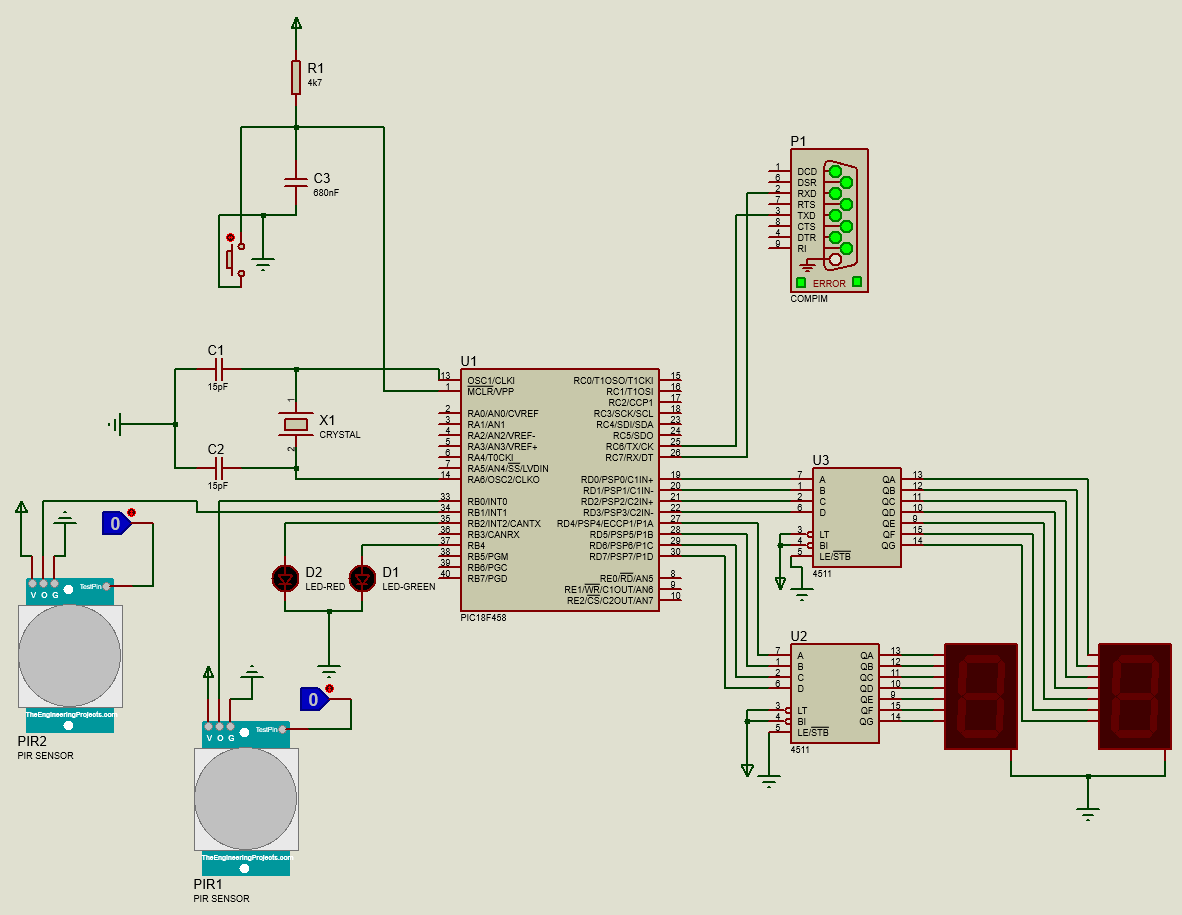 R1
4k7
C3
680nF
P1
1 DCD
6 DSR
2 RXD
7 RTS
3 TXD
8 CTS
4 DTR
9 RI
ERROR
COMPIM
C1
15pF
X1
CRYSTAL
1
2
C2
15pF
U1
13 OSC1/CLKI
1 MCLR/VPP
2 RA0/AN0/CVREF
3 RA1/AN1
4 RA2/AN2/VREF-
5 RA3/AN3/VREF+
6 RA4/T0CKI
7 RA5/AN4/SS/LVDIN
14 RA6/OSC2/CLKO
33 RB0/INT0
34 RB1/INT1
35 RB2/INT2/CANTX
36 RB3/CANRX
37 RB4
38 RB5/PGM
39 RB6/PGC
40 RB7/PGD
RC0/T1OSO/T1CKI 15
RC1/T1OSI 16
RC2/CCP1 17
RC3/SCK/SCL 18
RC4/SDI/SDA 23
RC5/SDO 24
RC6/TX/CK 25
RC7/RX/DT 26
RD0/PSP0/C1IN+ 19
RD1/PSP1/C1IN- 20
RD2/PSP2/C2IN+ 21
RD3/PSP3/C2IN- 22
RD4/PSP4/ECCP1/P1A 27
RD5/PSP5/P1B 28
RD6/PSP6/P1C 29
RD7/PSP7/P1D 30
RE0/RD/AN5 8
RE1/WR/C1OUT/AN6 9
RE2/CS/C2OUT/AN7 10
PIC18F458
U3
7 A QA 13
1 B QB 12
2 C QC 11
6 D QD 10
QE 9
3 LT QF 15
4 BI QG 14
5 LE/STB
4511
D2
LED-RED
D1
LED-GREEN
0
TestPin
V O G
TheEngineeringProjects.com
PIR2
PIR SENSOR
0
TestPin
V O G
TheEngineeringProjects.com
PIR1
PIR SENSOR
U2
7 A QA 13
1 B QB 12
2 C QC 11
6 D QD 10
QE 9
3 LT QF 15
4 BI QG 14
5 LE/STB
4511